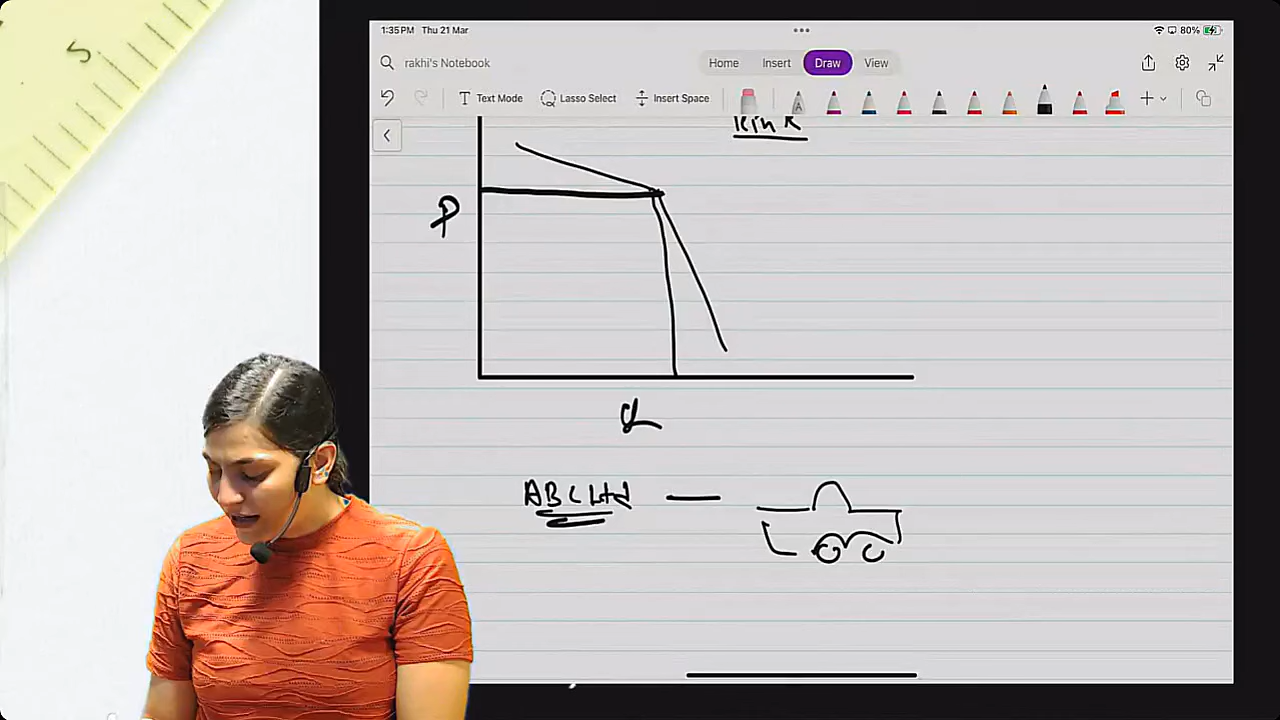 5
1:35 PM Thu 21 Mar
80%
rakhi's Notebook
Home Insert Draw View
Text Mode Lasso Select Insert Space
Kink
P
Q
ABC Ltd —